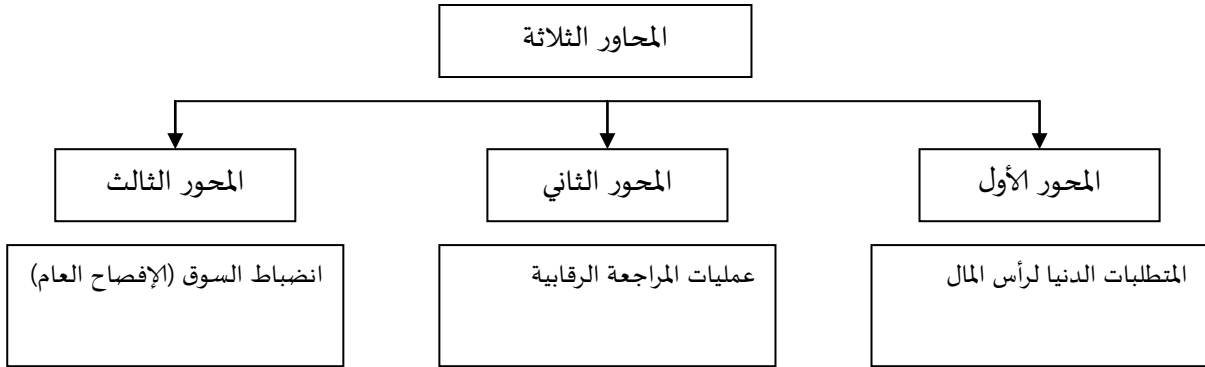 المحاور الثلاثة
المحور الأول
المحور الثاني
المحور الثالث
المتطلبات الدنيا لرأس المال
عمليات المراجعة الرقابية
انضباط السوق (الإفصاح العام)